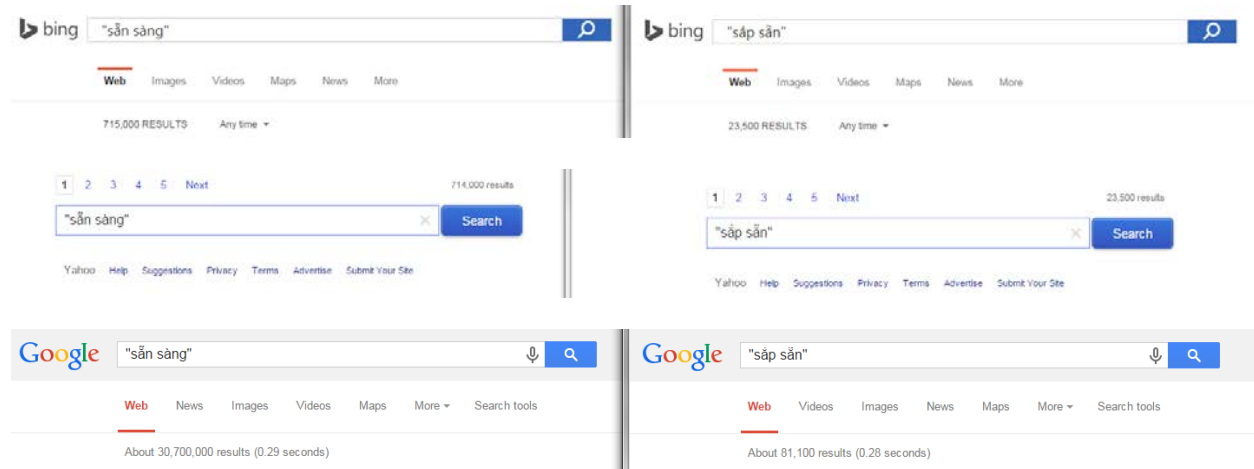 bing "sẵn sàng"
Web Images Videos Maps News More
715,000 RESULTS Any time
bing "sắp sẵn"
Web Images Videos Maps News More
23,500 RESULTS Any time
1 2 3 4 5 Next 714,000 results
"sẵn sàng" Search
Yahoo Help Suggestions Privacy Terms Advertise Submit Your Site
1 2 3 4 5 Next 23,500 results
"sắp sẵn" Search
Yahoo Help Suggestions Privacy Terms Advertise Submit Your Site
Google "sẵn sàng"
Web News Images Videos Maps More Search tools
About 30,700,000 results (0.29 seconds)
Google "sắp sẵn"
Web Videos Images News Maps More Search tools
About 81,100 results (0.28 seconds)